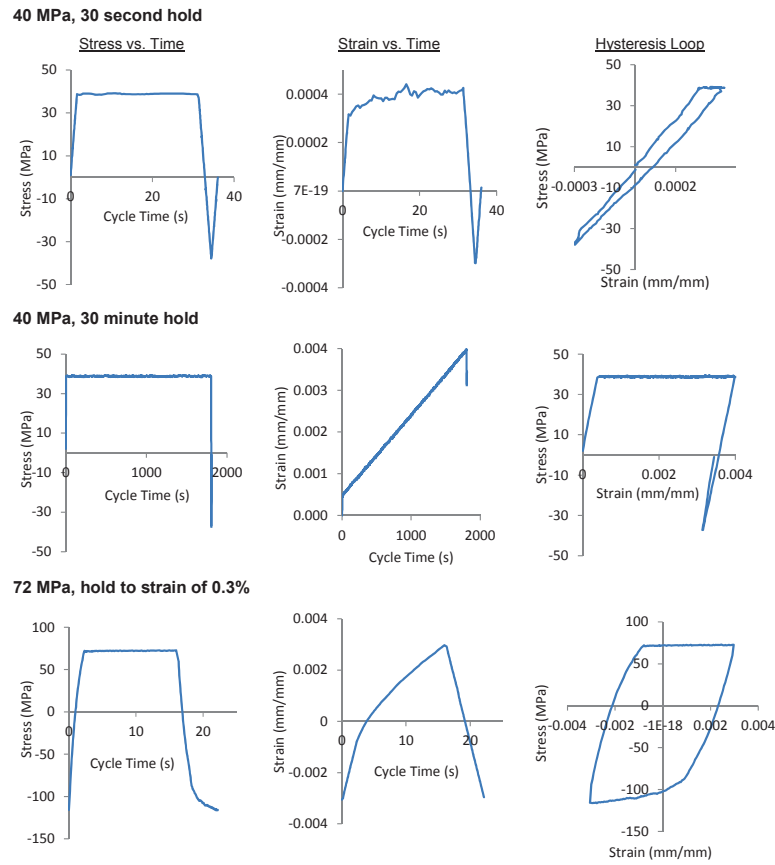 40 MPa, 30 second hold
Stress vs. Time
Strain vs. Time
Hysteresis Loop
50
30
10
-10
-30
-50
0
20
40
Stress (MPa)
Cycle Time (s)
0.0004
0.0002
7E-19
-0.0002
-0.0004
0
20
40
Strain (mm/mm)
Cycle Time (s)
50
30
10
-10
-30
-50
-0.0003
0.0002
Stress (MPa)
Strain (mm/mm)
40 MPa, 30 minute hold
50
30
10
-10
-30
-50
0
1000
2000
Stress (MPa)
Cycle Time (s)
0.004
0.003
0.002
0.001
0.000
0
1000
2000
Strain (mm/mm)
Cycle Time (s)
50
30
10
-10
-30
-50
0
0.002
0.004
Stress (MPa)
Strain (mm/mm)
72 MPa, hold to strain of 0.3%
100
50
0
-50
-100
-150
0
10
20
Stress (MPa)
Cycle Time (s)
0.004
0.002
0
-0.002
-0.004
0
10
20
Strain (mm/mm)
Cycle Time (s)
100
50
0
-50
-100
-150
-0.004
-0.002
-1E-18
0.002
0.004
Stress (MPa)
Strain (mm/mm)